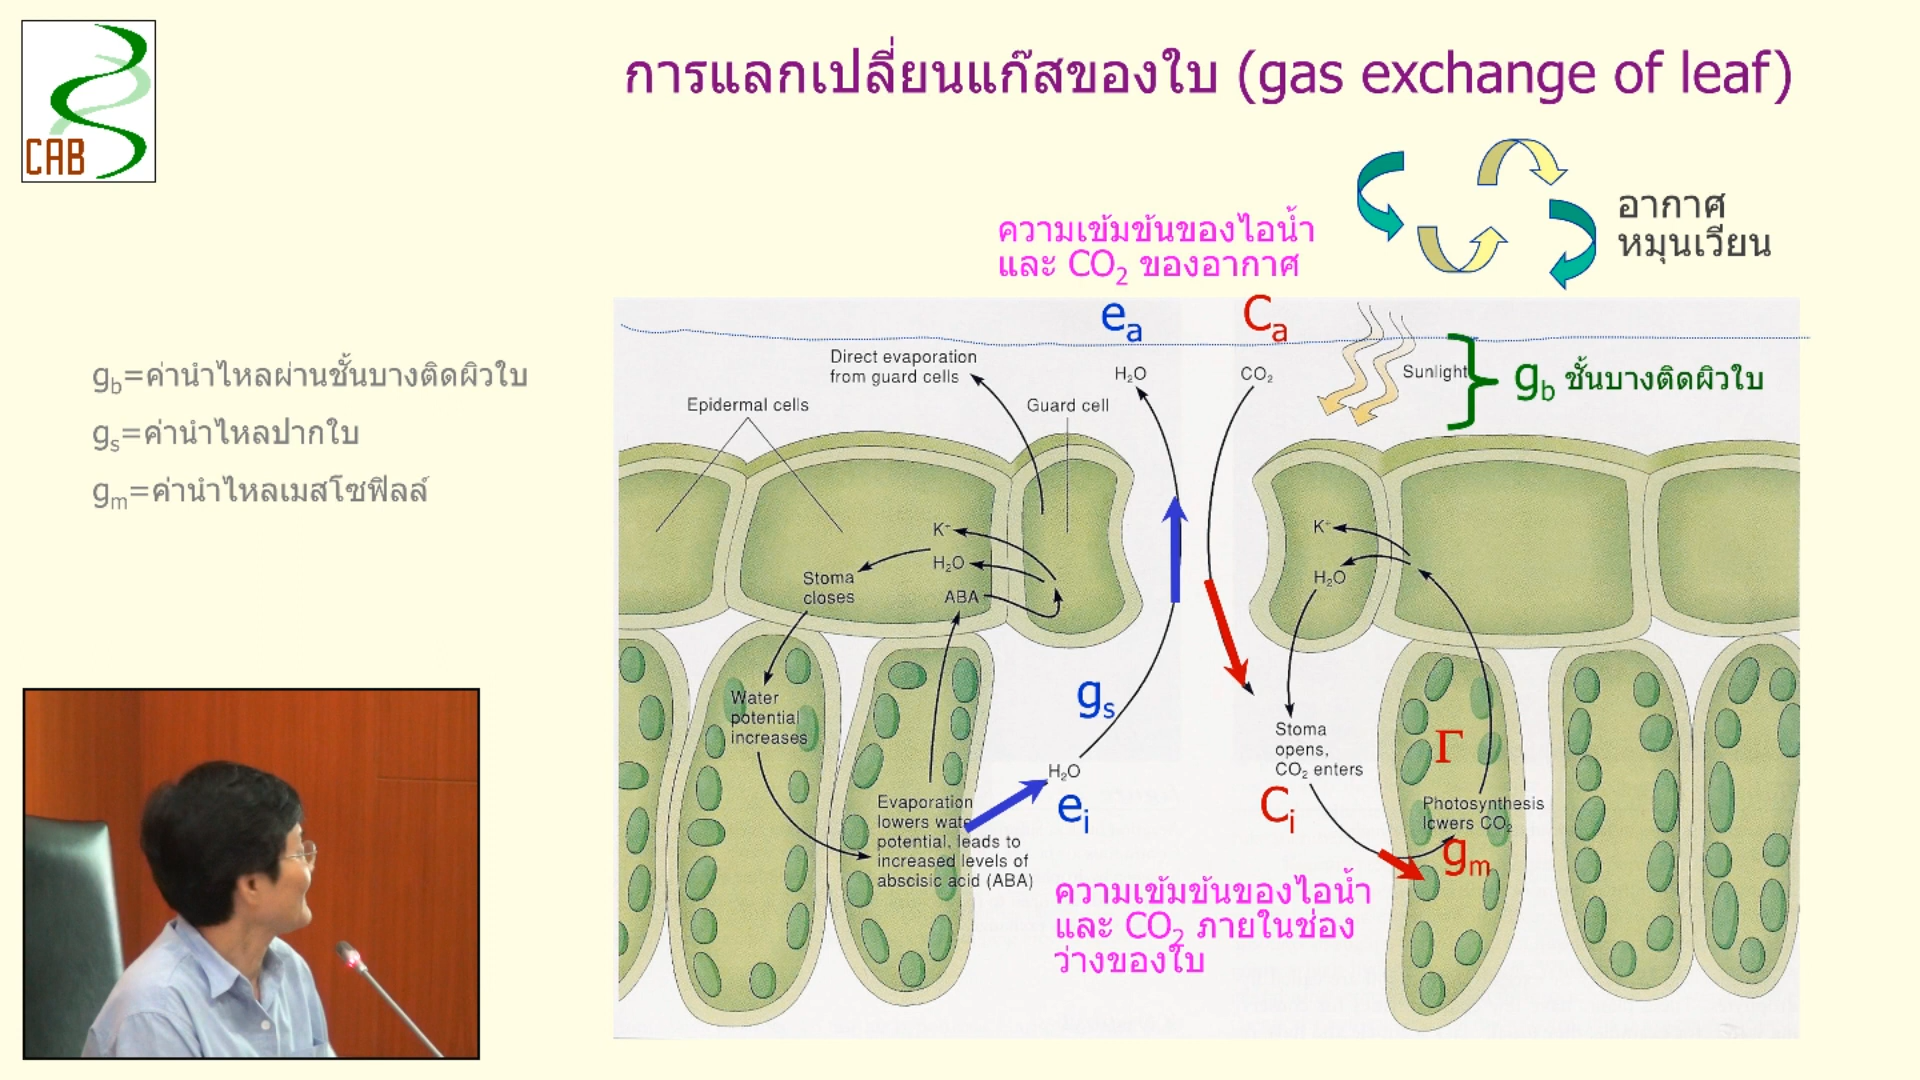 CAB
การแลกเปลี่ยนแก๊สของใบ (gas exchange of leaf)
อากาศ
หมุนเวียน
ความเข้มข้นของไอน้ำ
และ CO₂ ของอากาศ
eₐ
Cₐ
Direct evaporation
from guard cells
H₂O
CO₂
Sunlight
g_b ชั้นบางติดผิวใบ
Epidermal cells
Guard cell
g_b=ค่านำไหลผ่านชั้นบางติดผิวใบ
g_s=ค่านำไหลปากใบ
g_m=ค่านำไหลเมสโซฟิลล์
K⁺
H₂O
ABA
Stoma
closes
K⁺
H₂O
Water
potential
increases
g_s
H₂O
e_i
Stoma
opens,
CO₂ enters
C_i
Γ
Photosynthesis
lowers CO₂
g_m
Evaporation
lowers wate
potential, leads to
increased levels of
abscisic acid (ABA)
ความเข้มข้นของไอน้ำ
และ CO₂ ภายในช่อง
ว่างของใบ